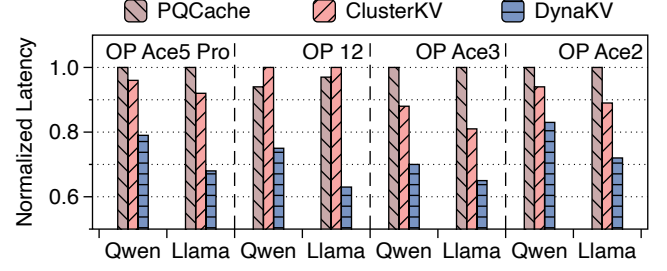 PQCache ClusterKV DynaKV
OP Ace5 Pro OP 12 OP Ace3 OP Ace2
Normalized Latency
1.0
0.8
0.6
Qwen Llama Qwen Llama Qwen Llama Qwen Llama